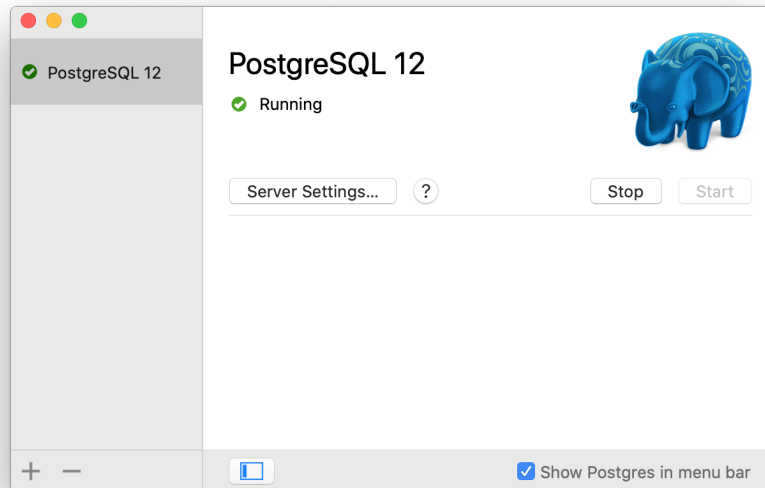 PostgreSQL 12
PostgreSQL 12
Running
Server Settings...
?
Stop
Start
Show Postgres in menu bar